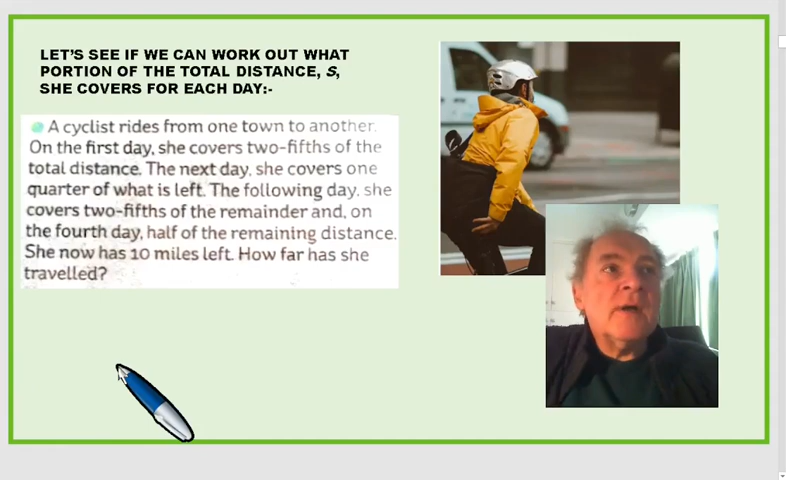 LET'S SEE IF WE CAN WORK OUT WHAT
PORTION OF THE TOTAL DISTANCE, S,
SHE COVERS FOR EACH DAY:-
A cyclist rides from one town to another.
On the first day, she covers two-fifths of the
total distance. The next day, she covers one
quarter of what is left. The following day, she
covers two-fifths of the remainder and, on
the fourth day, half of the remaining distance.
She now has 10 miles left. How far has she
travelled?